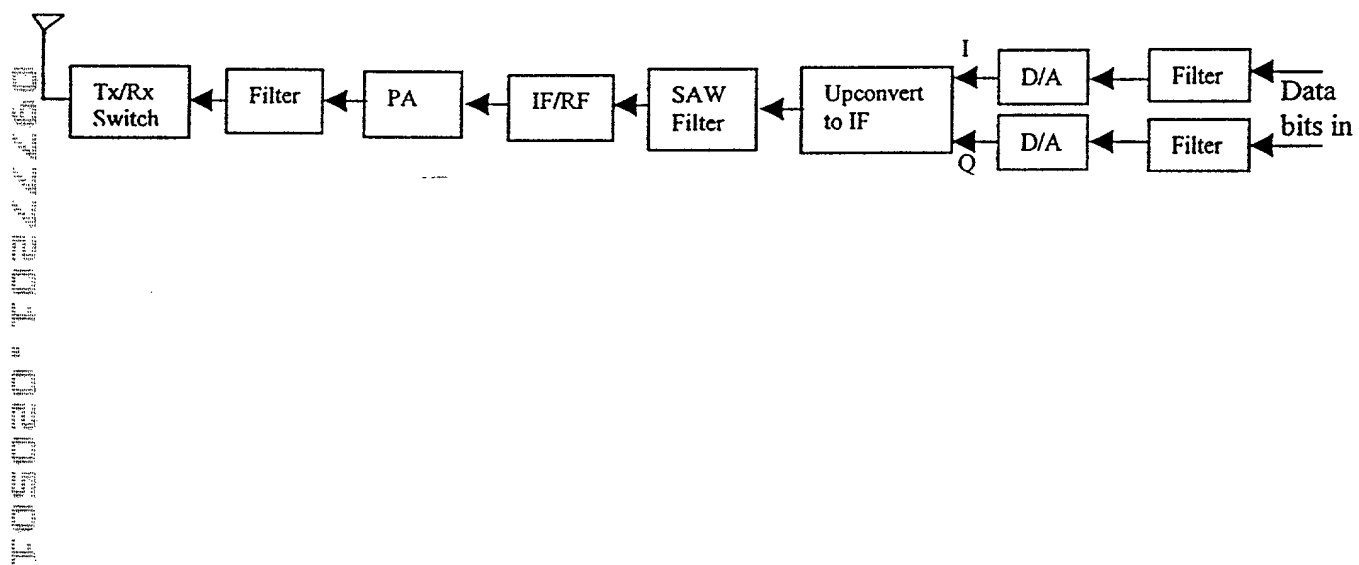 Tx/Rx
Switch
Filter
PA
IF/RF
SAW
Filter
Upconvert
to IF
I
Q
D/A
D/A
Filter
Filter
Data
bits in